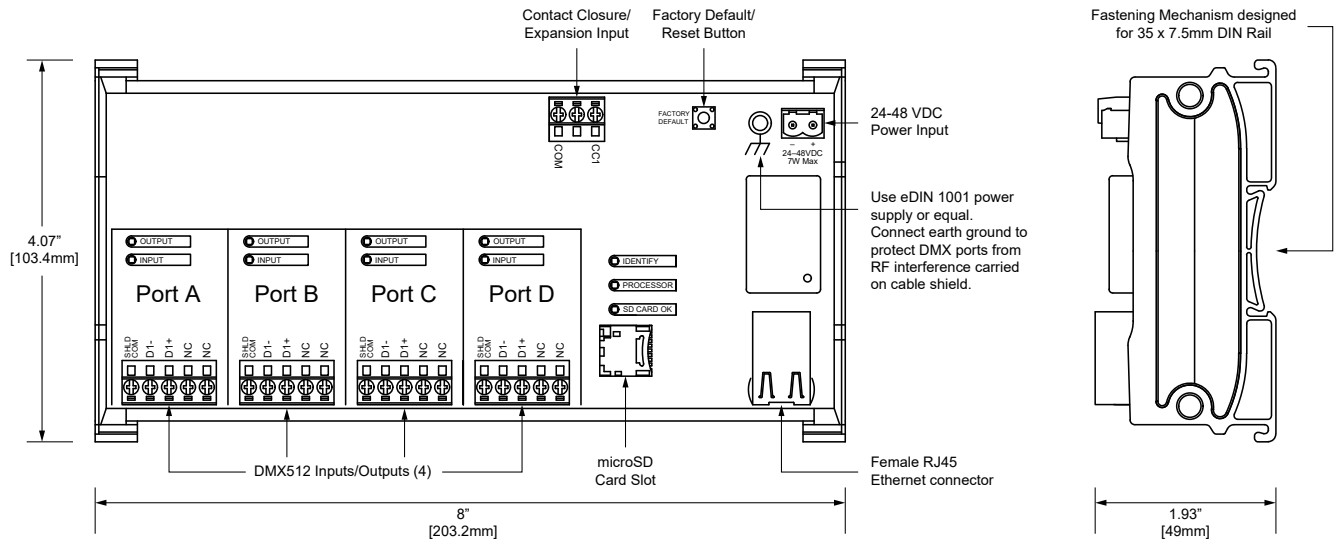 Contact Closure/
Expansion Input
Factory Default/
Reset Button
Fastening Mechanism designed
for 35 x 7.5mm DIN Rail
FACTORY
DEFAULT
COM
CC1
–
+
24–48VDC
7W Max
24-48 VDC
Power Input
Use eDIN 1001 power
supply or equal.
Connect earth ground to
protect DMX ports from
RF interference carried
on cable shield.
4.07”
[103.4mm]
OUTPUT
INPUT
Port A
SHLD
COM
D1-
D1+
NC
NC
OUTPUT
INPUT
Port B
SHLD
COM
D1-
D1+
NC
NC
OUTPUT
INPUT
Port C
SHLD
COM
D1-
D1+
NC
NC
OUTPUT
INPUT
Port D
SHLD
COM
D1-
D1+
NC
NC
IDENTIFY
PROCESSOR
SD CARD OK
DMX512 Inputs/Outputs (4)
microSD
Card Slot
Female RJ45
Ethernet connector
8”
[203.2mm]
1.93”
[49mm]